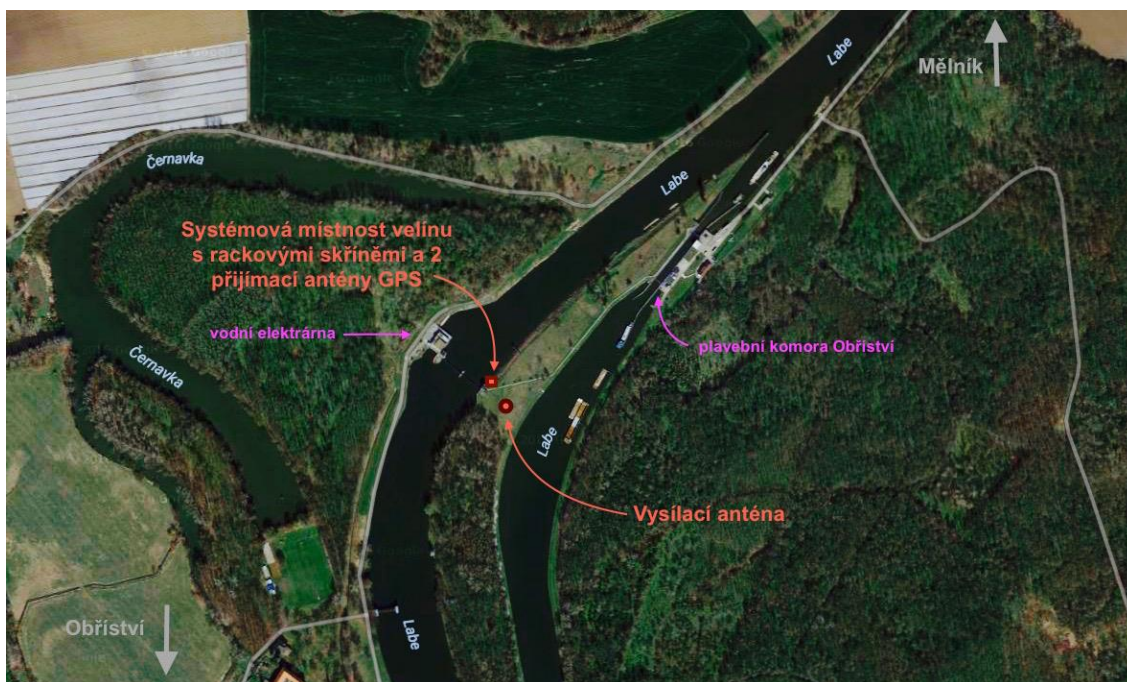 Labe
Mělník
Černavka
Labe
Systémová místnost velínu
s rackovými skříněmi a 2
přijímací antény GPS
vodní elektrárna
plavební komora Obříství
Černavka
Labe
Vysílací anténa
Obříství
Labe